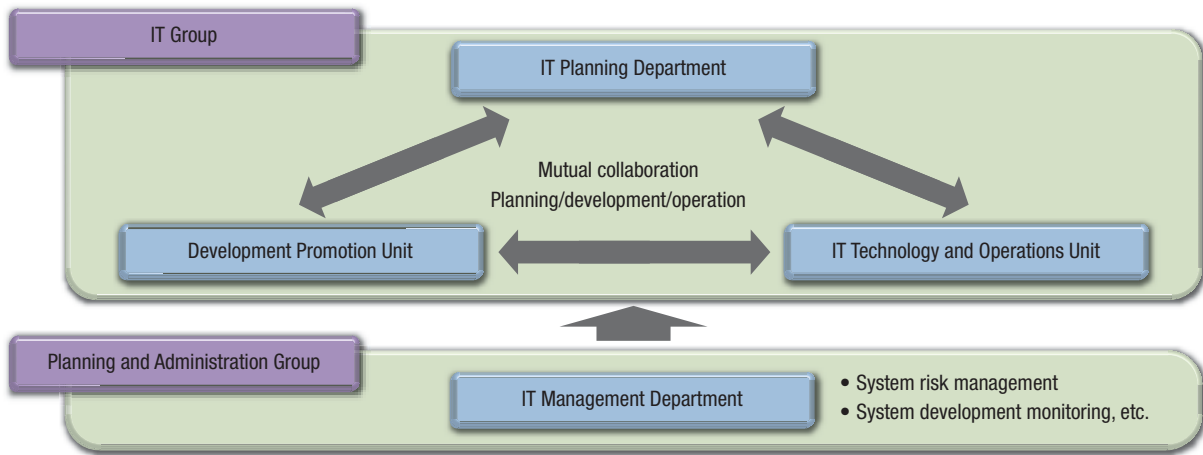 IT Group
IT Planning Department
Mutual collaboration
Planning/development/operation
Development Promotion Unit
IT Technology and Operations Unit
Planning and Administration Group
IT Management Department
• System risk management
• System development monitoring, etc.